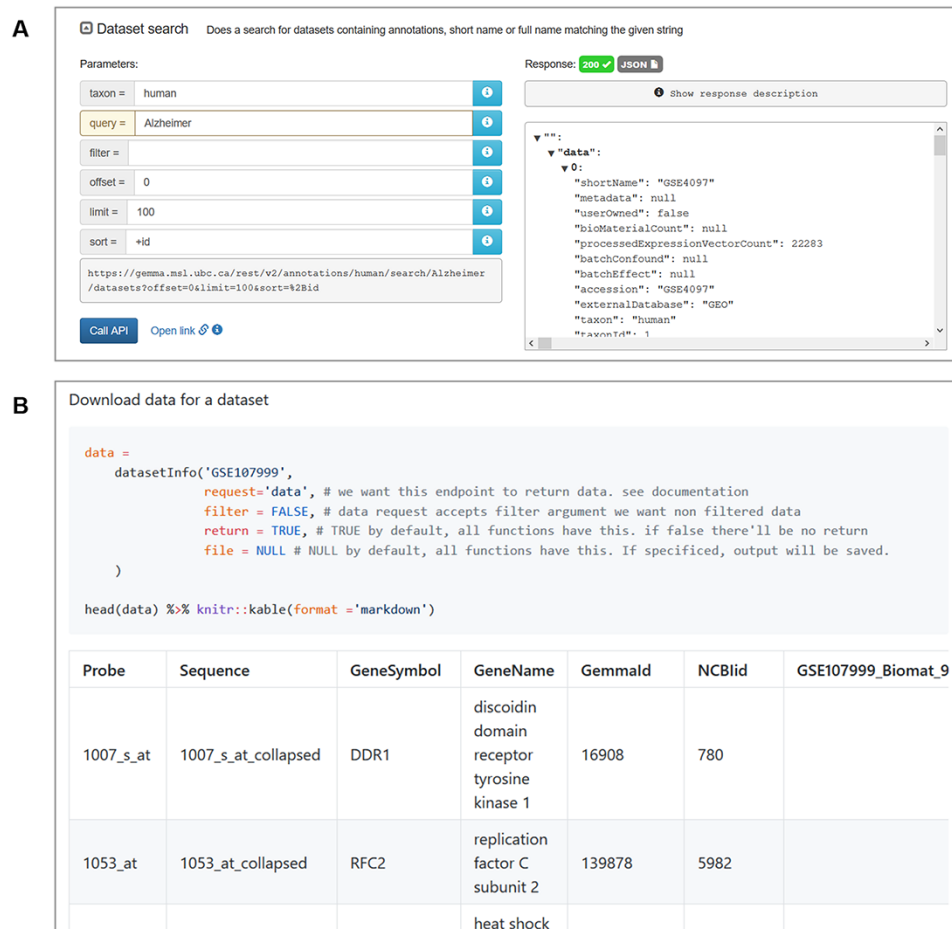 A
Dataset search Does a search for datasets containing annotations, short name or full name matching the given string
Parameters:
taxon = human
query = Alzheimer
filter =
offset = 0
limit = 100
sort = +id
https://gemma.msl.ubc.ca/rest/v2/annotations/human/search/Alzheimer
/datasets?offset=0&limit=100&sort=%2Bid
Call API Open link
Response: 200 JSON
Show response description
"":
"data":
0:
"shortName": "GSE4097"
"metadata": null
"userOwned": false
"bioMaterialCount": null
"processedExpressionVectorCount": 22283
"batchConfound": null
"batchEffect": null
"accession": "GSE4097"
"externalDatabase": "GEO"
"taxon": "human"
"taxonId": 1
B
Download data for a dataset
data =
datasetInfo('GSE107999',
request='data', # we want this endpoint to return data. see documentation
filter = FALSE, # data request accepts filter argument we want non filtered data
return = TRUE, # TRUE by default, all functions have this. if false there'll be no return
file = NULL # NULL by default, all functions have this. If specificed, output will be saved.
)
head(data) %>% knitr::kable(format ='markdown')
Probe Sequence GeneSymbol GeneName GemmaId NCBIid GSE107999_Biomat_9
discoidin
domain
1007_s_at 1007_s_at_collapsed DDR1 receptor 16908 780
tyrosine
kinase 1
replication
1053_at 1053_at_collapsed RFC2 factor C 139878 5982
subunit 2
heat shock